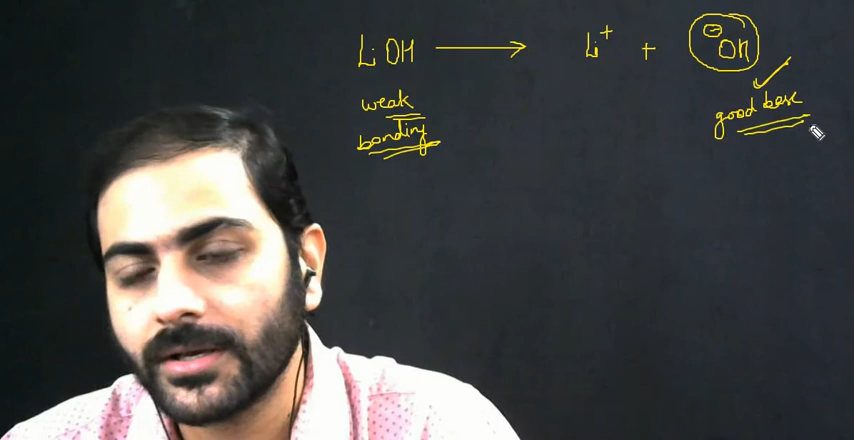 LiOH ⟶ Li⁺ + ⊖OH
weak
bonding
good base